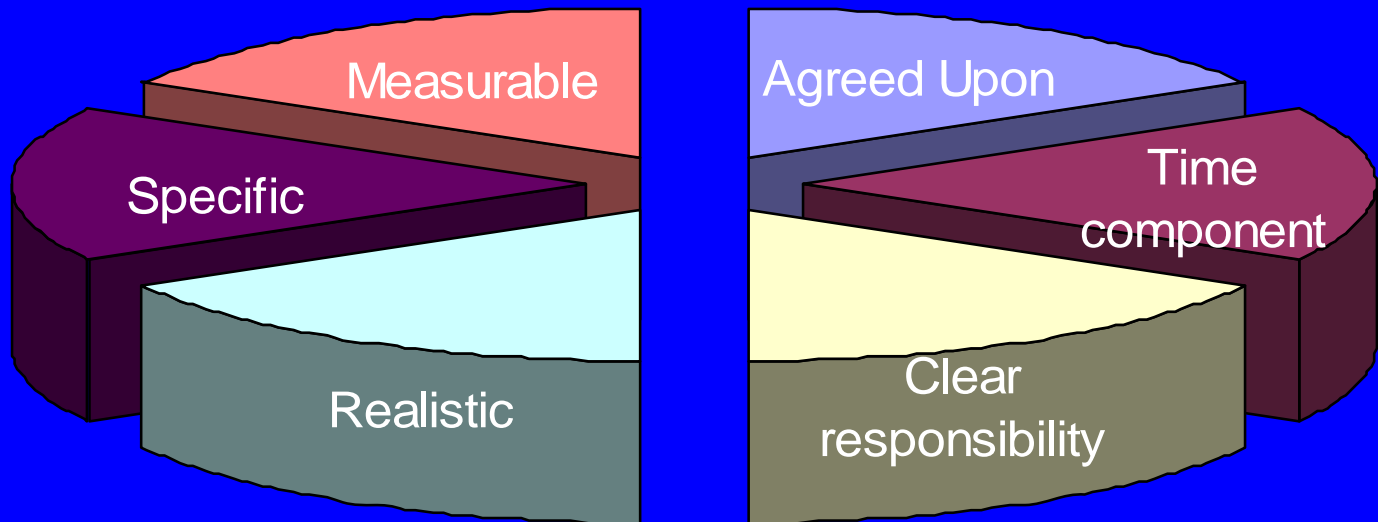 Measurable
Agreed Upon
Specific
Time
component
Realistic
Clear
responsibility